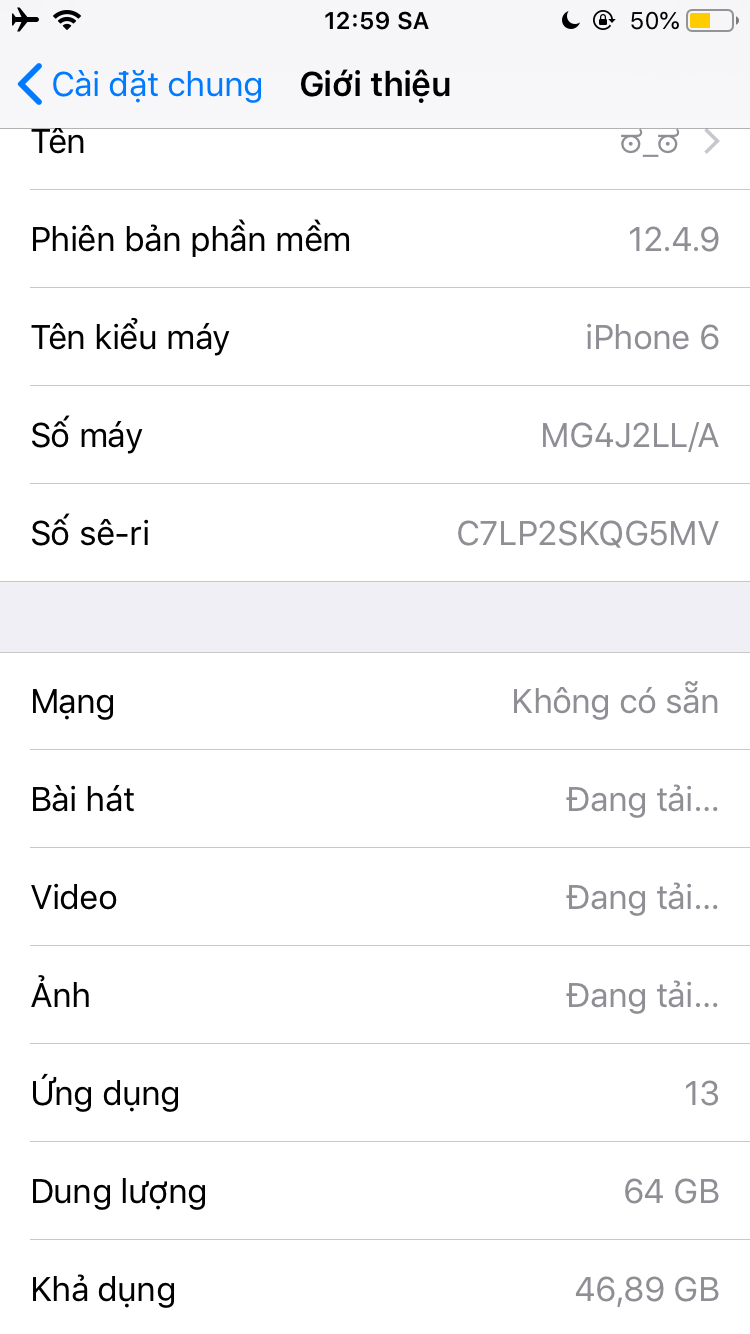 12:59 SA 50%
Cài đặt chung Giới thiệu
Tên ಠ_ಠ
Phiên bản phần mềm 12.4.9
Tên kiểu máy iPhone 6
Số máy MG4J2LL/A
Số sê-ri C7LP2SKQG5MV
Mạng Không có sẵn
Bài hát Đang tải...
Video Đang tải...
Ảnh Đang tải...
Ứng dụng 13
Dung lượng 64 GB
Khả dụng 46,89 GB